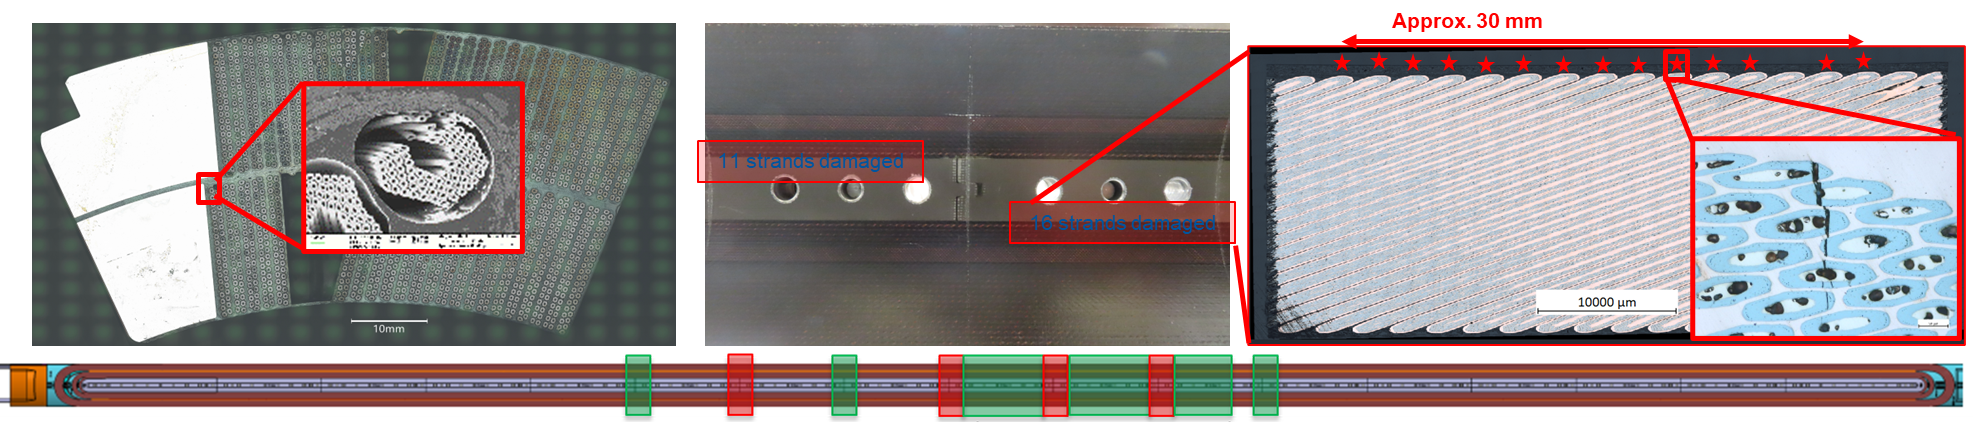 Approx. 30 mm
11 strands damaged
16 strands damaged
10mm
10000 µm